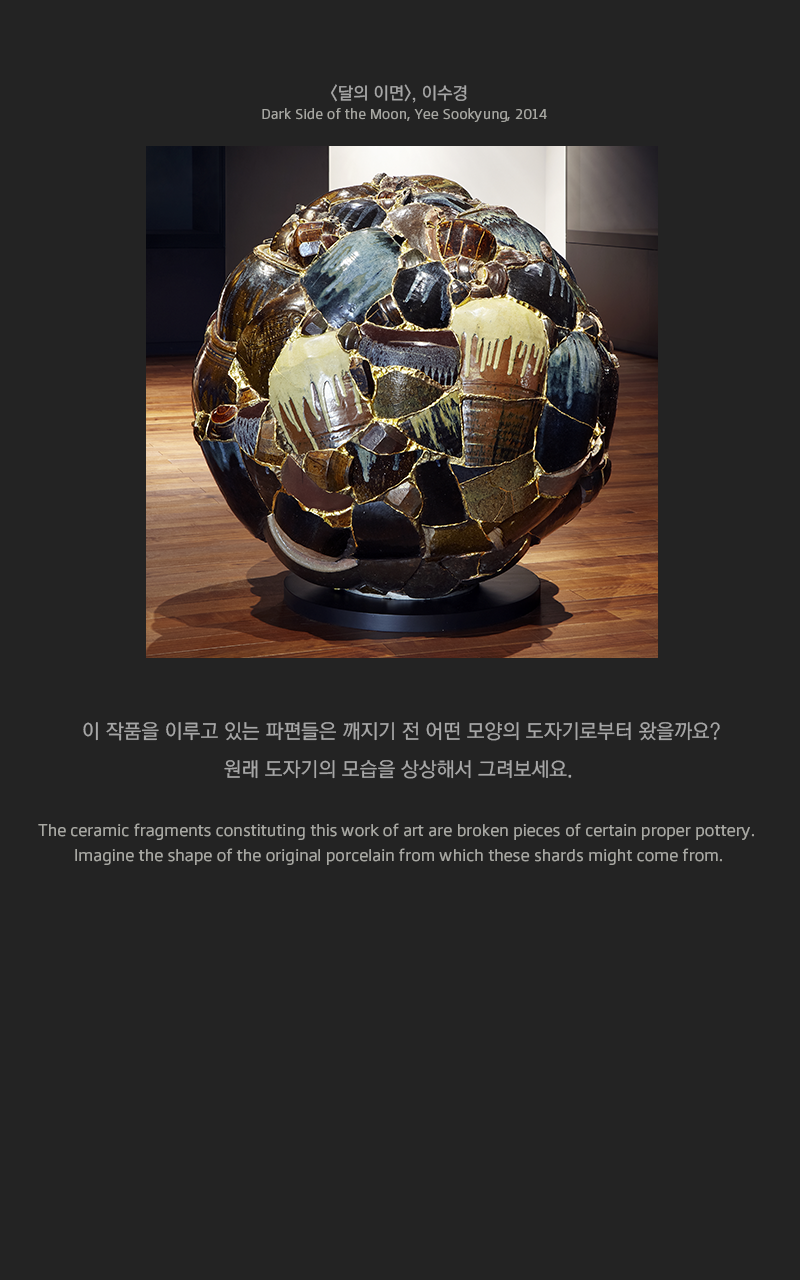 〈달의 이면〉, 이수경
Dark Side of the Moon, Yee Sookyung, 2014
이 작품을 이루고 있는 파편들은 깨지기 전 어떤 모양의 도자기로부터 왔을까요?
원래 도자기의 모습을 상상해서 그려보세요.
The ceramic fragments constituting this work of art are broken pieces of certain proper pottery.
Imagine the shape of the original porcelain from which these shards might come from.